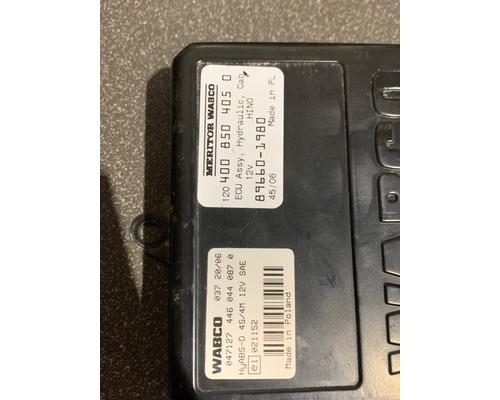 MERITOR WABCO
120 400 850 405 0
ECU Assy, Hydraulic, Cab,
12V HINO
89660-1980
45/06 Made in PL
WABCO 037 20/06
047127 446 044 087 0
HyABS-D 4S/4M 12V SAE
e1 021152
Made in Poland
WABCO